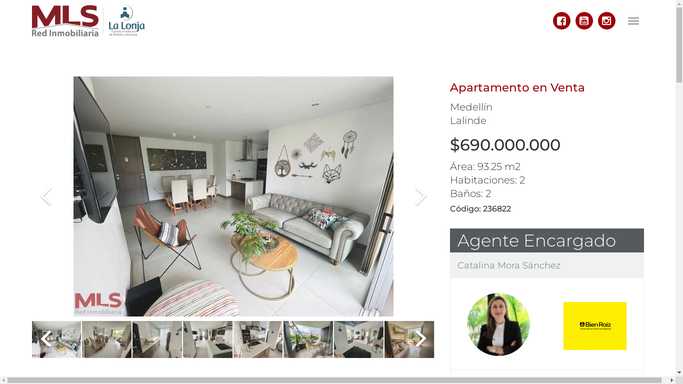 MLS
Red Inmobiliaria
La Lonja
Apartamento en Venta
Medellín
Lalinde
$690.000.000
Área: 93.25 m2
Habitaciones: 2
Baños: 2
Código: 236822
Agente Encargado
Catalina Mora Sánchez
Bien Raíz
MLS
Red Inmobiliaria